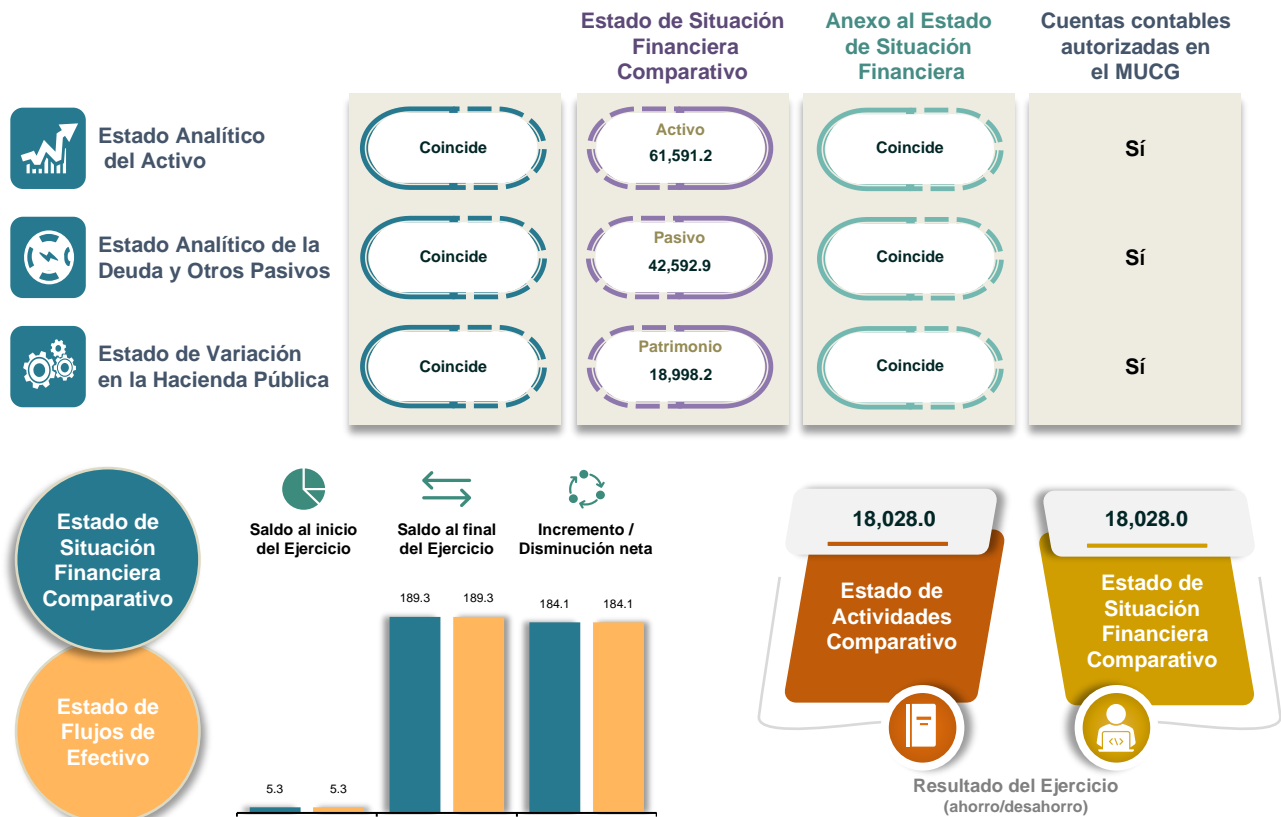 Estado de Situación
Financiera
Comparativo
Anexo al Estado
de Situación
Financiera
Cuentas contables
autorizadas en
el MUCG
Estado Analítico
del Activo
Coincide
Activo
61,591.2
Coincide
Sí
Estado Analítico de la
Deuda y Otros Pasivos
Coincide
Pasivo
42,592.9
Coincide
Sí
Estado de Variación
en la Hacienda Pública
Coincide
Patrimonio
18,998.2
Coincide
Sí
Estado de
Situación
Financiera
Comparativo
Estado de
Flujos de
Efectivo
Saldo al inicio
del Ejercicio
Saldo al final
del Ejercicio
Incremento /
Disminución neta
5.3
5.3
189.3
189.3
184.1
184.1
18,028.0
Estado de
Actividades
Comparativo
18,028.0
Estado de
Situación
Financiera
Comparativo
Resultado del Ejercicio
(ahorro/desahorro)